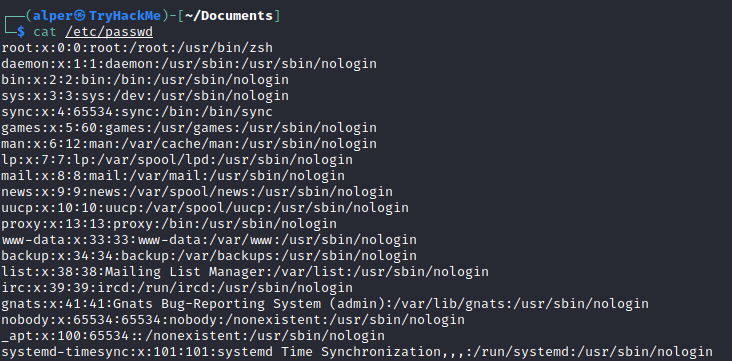 ┌──(alper㉿TryHackMe)-[~/Documents]
└─$ cat /etc/passwd
root:x:0:0:root:/root:/usr/bin/zsh
daemon:x:1:1:daemon:/usr/sbin:/usr/sbin/nologin
bin:x:2:2:bin:/bin:/usr/sbin/nologin
sys:x:3:3:sys:/dev:/usr/sbin/nologin
sync:x:4:65534:sync:/bin:/bin/sync
games:x:5:60:games:/usr/games:/usr/sbin/nologin
man:x:6:12:man:/var/cache/man:/usr/sbin/nologin
lp:x:7:7:lp:/var/spool/lpd:/usr/sbin/nologin
mail:x:8:8:mail:/var/mail:/usr/sbin/nologin
news:x:9:9:news:/var/spool/news:/usr/sbin/nologin
uucp:x:10:10:uucp:/var/spool/uucp:/usr/sbin/nologin
proxy:x:13:13:proxy:/bin:/usr/sbin/nologin
www-data:x:33:33:www-data:/var/www:/usr/sbin/nologin
backup:x:34:34:backup:/var/backups:/usr/sbin/nologin
list:x:38:38:Mailing List Manager:/var/list:/usr/sbin/nologin
irc:x:39:39:ircd:/run/ircd:/usr/sbin/nologin
gnats:x:41:41:Gnats Bug-Reporting System (admin):/var/lib/gnats:/usr/sbin/nologin
nobody:x:65534:65534:nobody:/nonexistent:/usr/sbin/nologin
_apt:x:100:65534::/nonexistent:/usr/sbin/nologin
systemd-timesync:x:101:101:systemd Time Synchronization,,,:/run/systemd:/usr/sbin/nologin